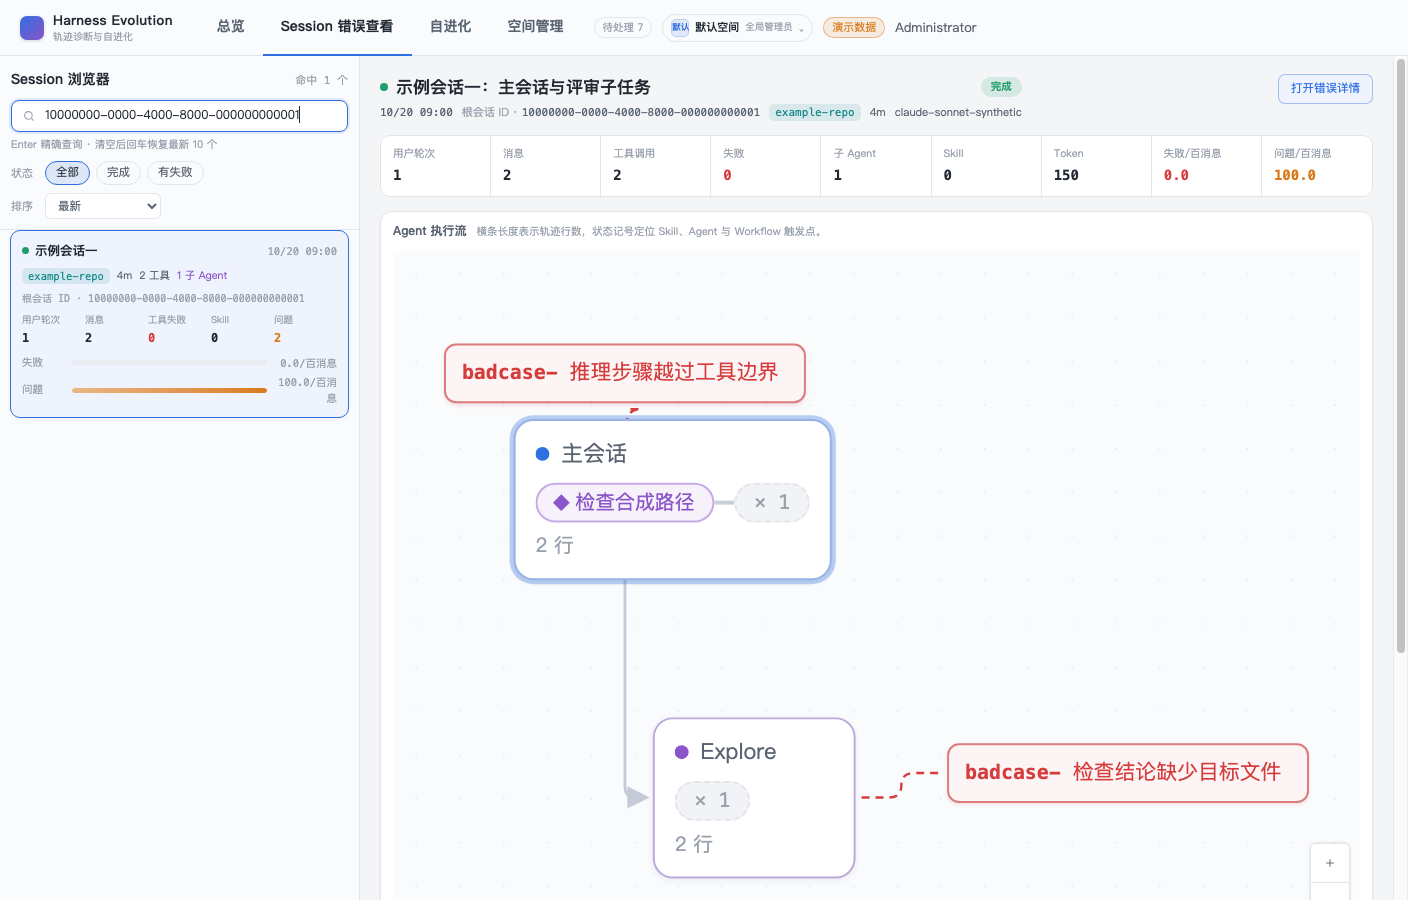 Harness Evolution
轨迹诊断与自进化
总览
Session 错误查看
自进化
空间管理
待处理 7
默认 默认空间 全局管理员
演示数据
Administrator
Session 浏览器
命中 1 个
10000000-0000-4000-8000-000000000001
Enter 精确查询 · 清空后回车恢复最新 10 个
状态 全部 完成 有失败
排序 最新
示例会话一 10/20 09:00
example-repo 4m 2 工具 1 子 Agent
根会话 ID · 10000000-0000-4000-8000-000000000001
用户轮次 消息 工具失败 Skill 问题
1 2 0 0 2
失败 0.0/百消息
问题 100.0/百消
息
示例会话一：主会话与评审子任务 完成
打开错误详情
10/20 09:00 根会话 ID · 10000000-0000-4000-8000-000000000001 example-repo 4m claude-sonnet-synthetic
用户轮次 消息 工具调用 失败 子 Agent Skill Token 失败/百消息 问题/百消息
1 2 2 0 1 0 150 0.0 100.0
Agent 执行流 横条长度表示轨迹行数，状态记号定位 Skill、Agent 与 Workflow 触发点。
badcase- 推理步骤越过工具边界
主会话
◆ 检查合成路径 × 1
2 行
Explore
× 1
2 行
badcase- 检查结论缺少目标文件
+